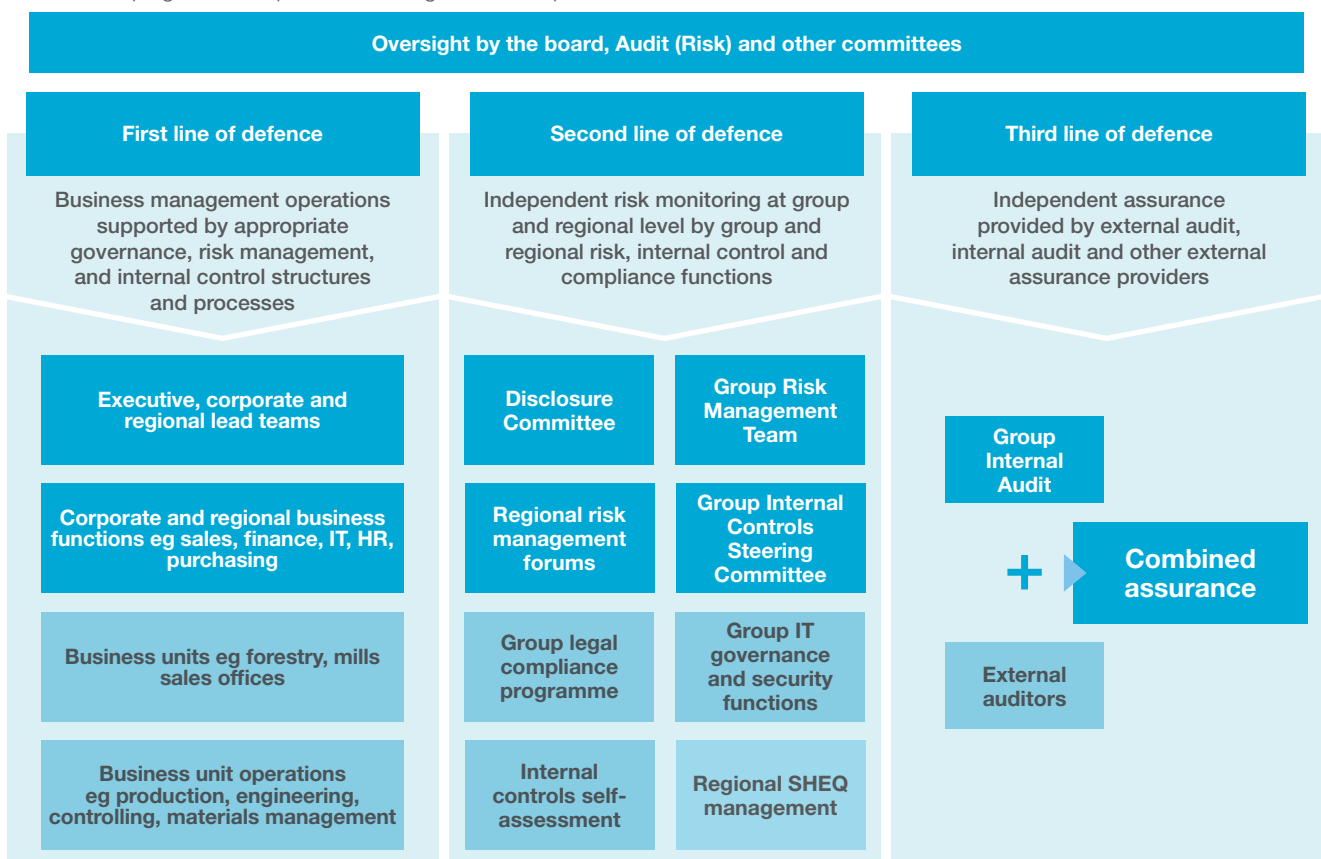 Oversight by the board, Audit (Risk) and other committees
First line of defence
Business management operations
supported by appropriate
governance, risk management,
and internal control structures
and processes
Executive, corporate and
regional lead teams
Corporate and regional business
functions eg sales, finance, IT, HR,
purchasing
Business units eg forestry, mills
sales offices
Business unit operations
eg production, engineering,
controlling, materials management
Second line of defence
Independent risk monitoring at group
and regional level by group and
regional risk, internal control and
compliance functions
Disclosure
Committee
Group Risk
Management
Team
Regional risk
management
forums
Group Internal
Controls
Steering
Committee
Group legal
compliance
programme
Group IT
governance
and security
functions
Internal
controls self-
assessment
Regional SHEQ
management
Third line of defence
Independent assurance
provided by external audit,
internal audit and other external
assurance providers
Group
Internal
Audit
+
Combined
assurance
External
auditors